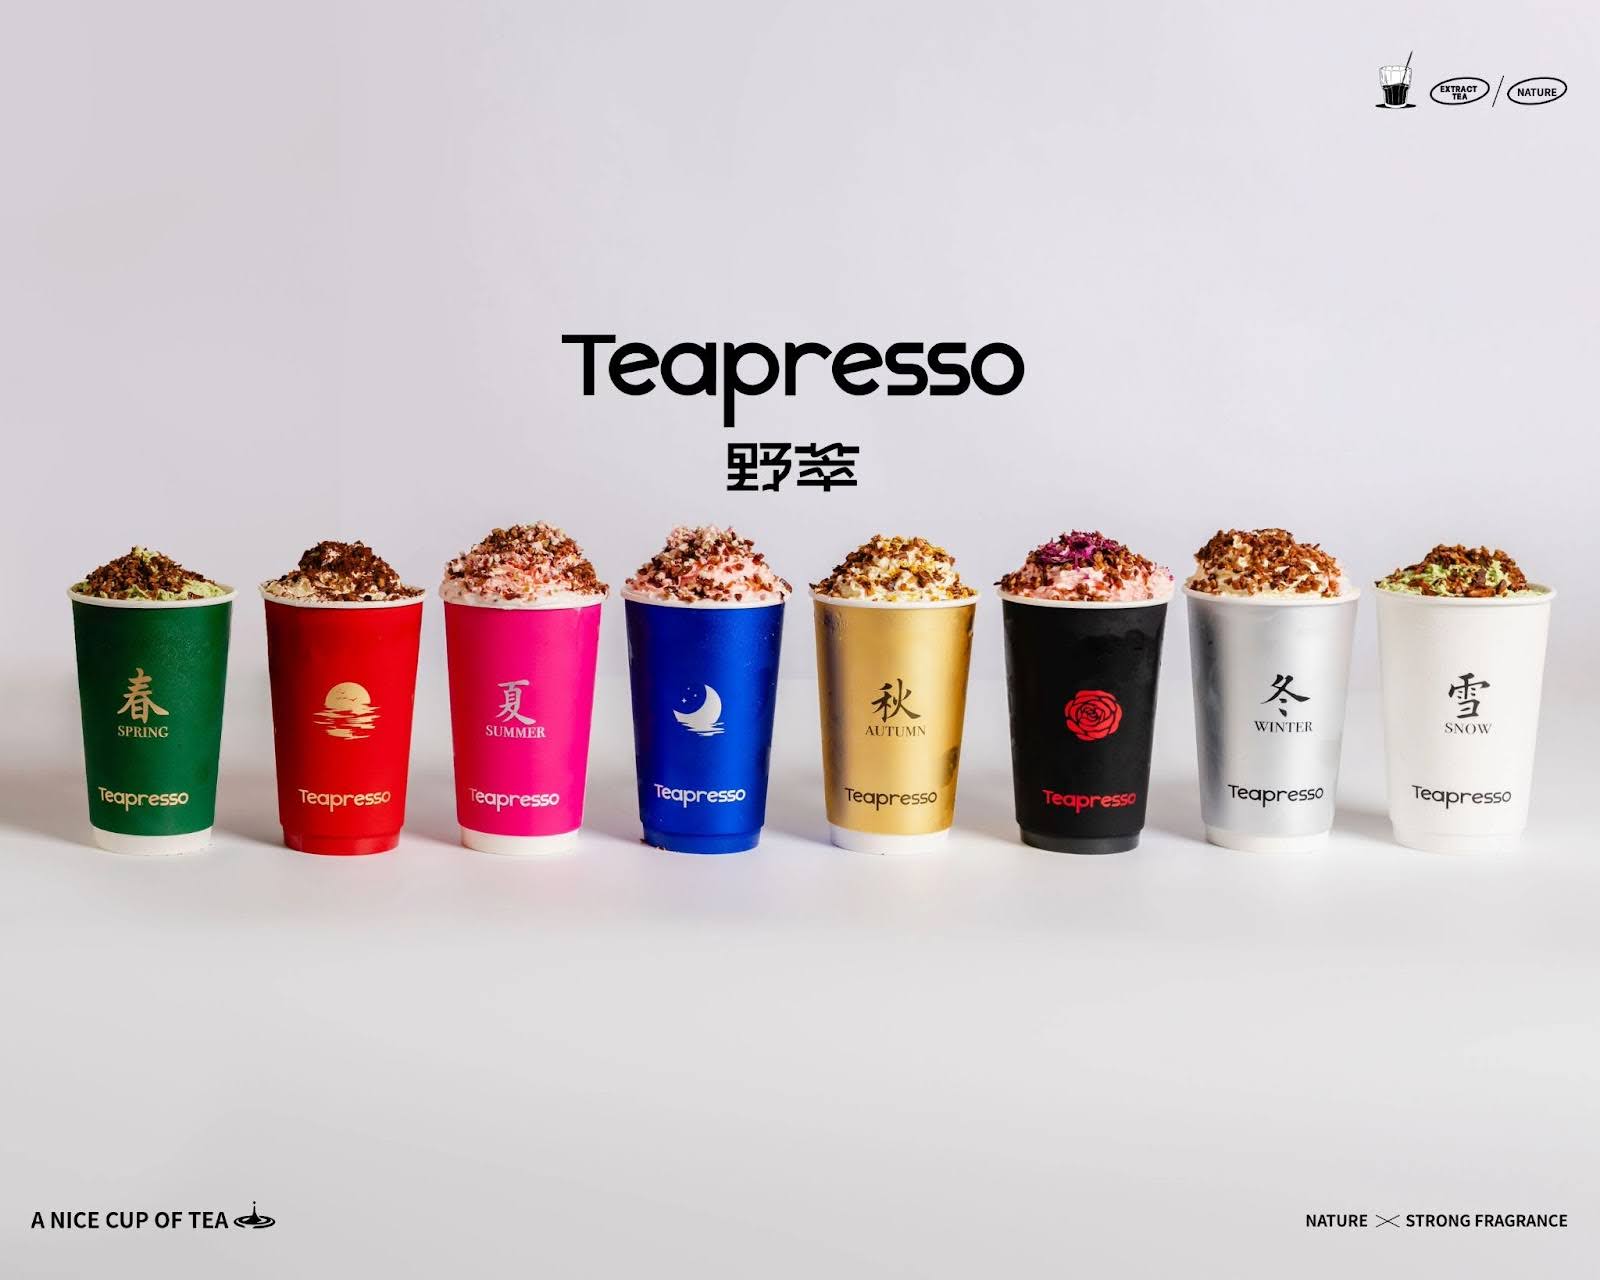 EXTRACT
TEA
NATURE
Teapresso
野萃
春
SPRING
Teapresso
Teapresso
夏
SUMMER
Teapresso
Teapresso
秋
AUTUMN
Teapresso
Teapresso
冬
WINTER
Teapresso
雪
SNOW
Teapresso
A NICE CUP OF TEA
NATURE STRONG FRAGRANCE